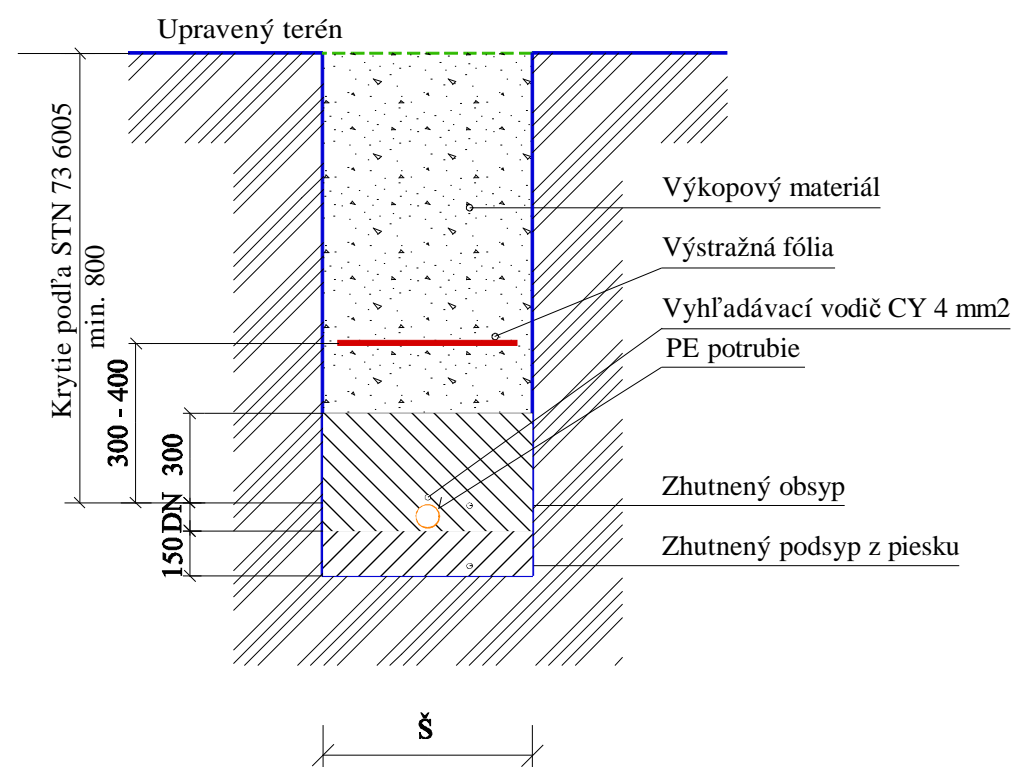 Upravený terén
Krytie podľa STN 73 6005
min. 800
300 - 400
300
DN
150
Výkopový materiál
Výstražná fólia
Vyhľadávací vodič CY 4 mm2
PE potrubie
Zhutnený obsyp
Zhutnený podsyp z piesku
Š